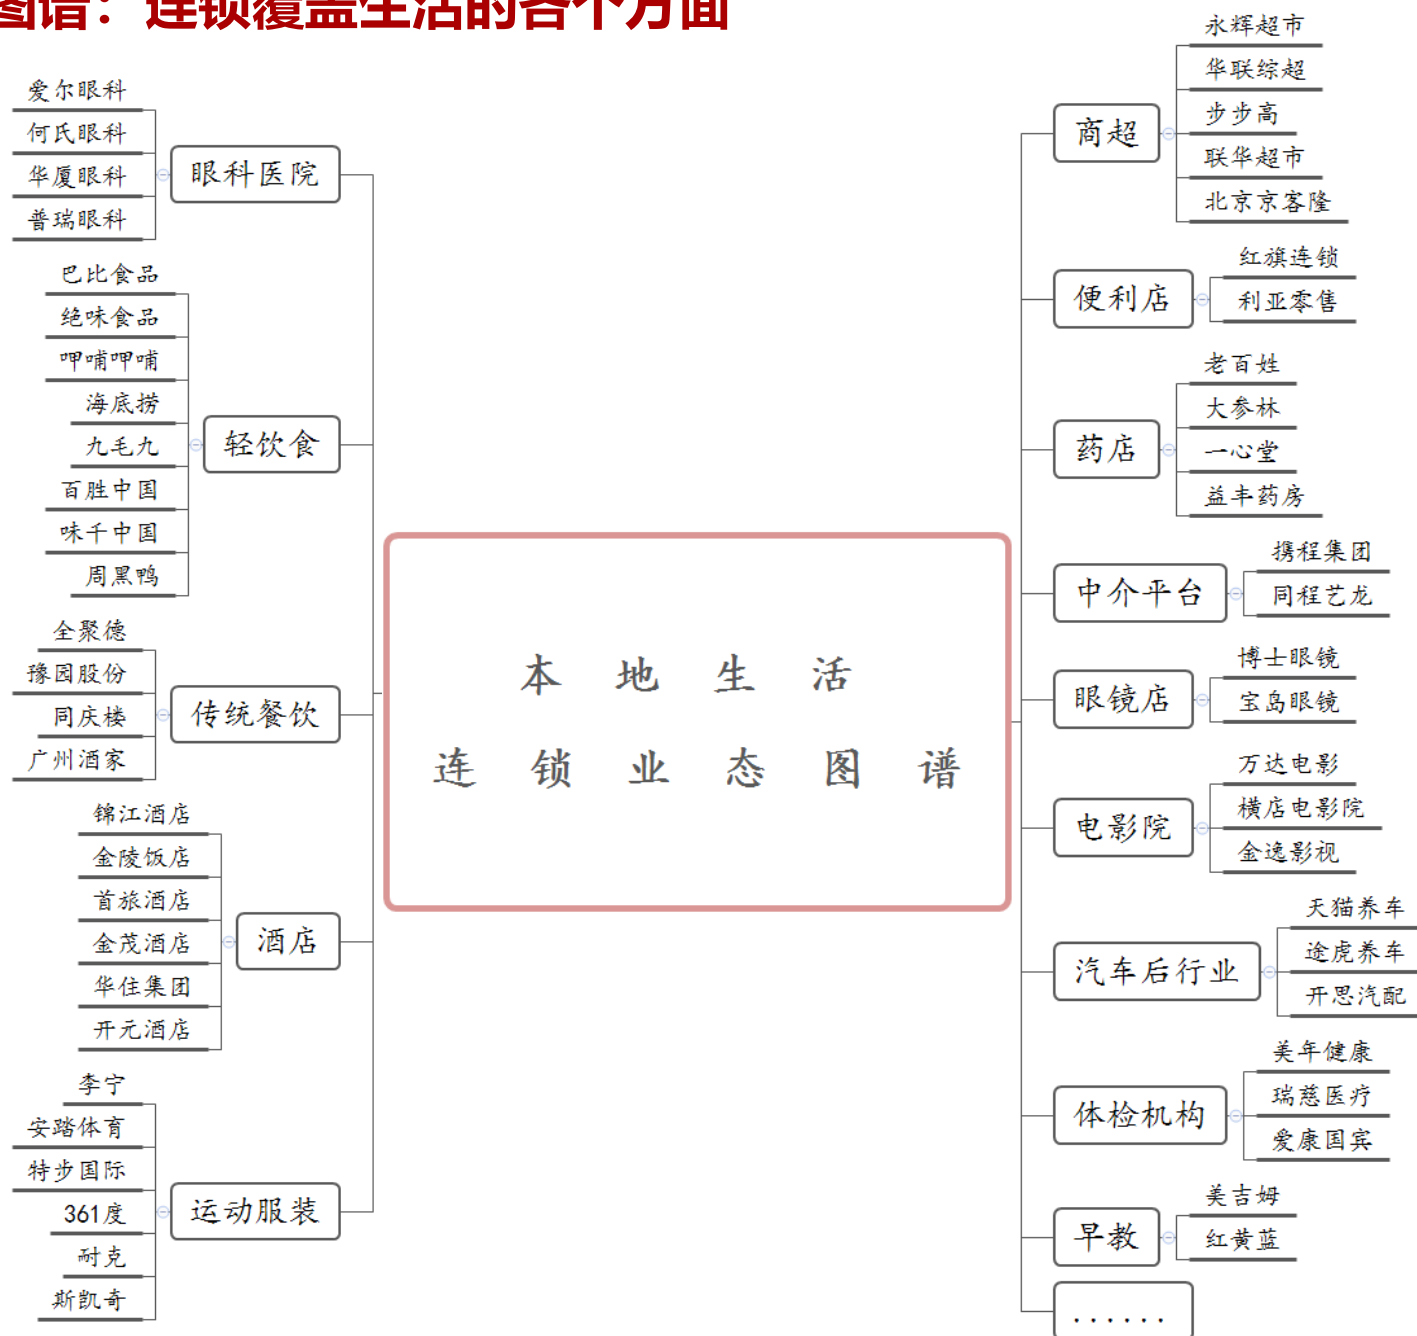 图谱：连锁覆盖生活的各个方面
爱尔眼科
何氏眼科
华厦眼科
普瑞眼科
眼科医院
巴比食品
绝味食品
呷哺呷哺
海底捞
九毛九
百胜中国
味千中国
周黑鸭
轻饮食
全聚德
豫园股份
同庆楼
广州酒家
传统餐饮
锦江酒店
金陵饭店
首旅酒店
金茂酒店
华住集团
开元酒店
酒店
李宁
安踏体育
特步国际
361度
耐克
斯凯奇
运动服装
本地生活
连锁业态图谱
商超
永辉超市
华联综超
步步高
联华超市
北京京客隆
便利店
红旗连锁
利亚零售
药店
老百姓
大参林
一心堂
益丰药房
中介平台
携程集团
同程艺龙
眼镜店
博士眼镜
宝岛眼镜
电影院
万达电影
横店电影院
金逸影视
汽车后行业
天猫养车
途虎养车
开思汽配
体检机构
美年健康
瑞慈医疗
爱康国宾
早教
美吉姆
红黄蓝
......